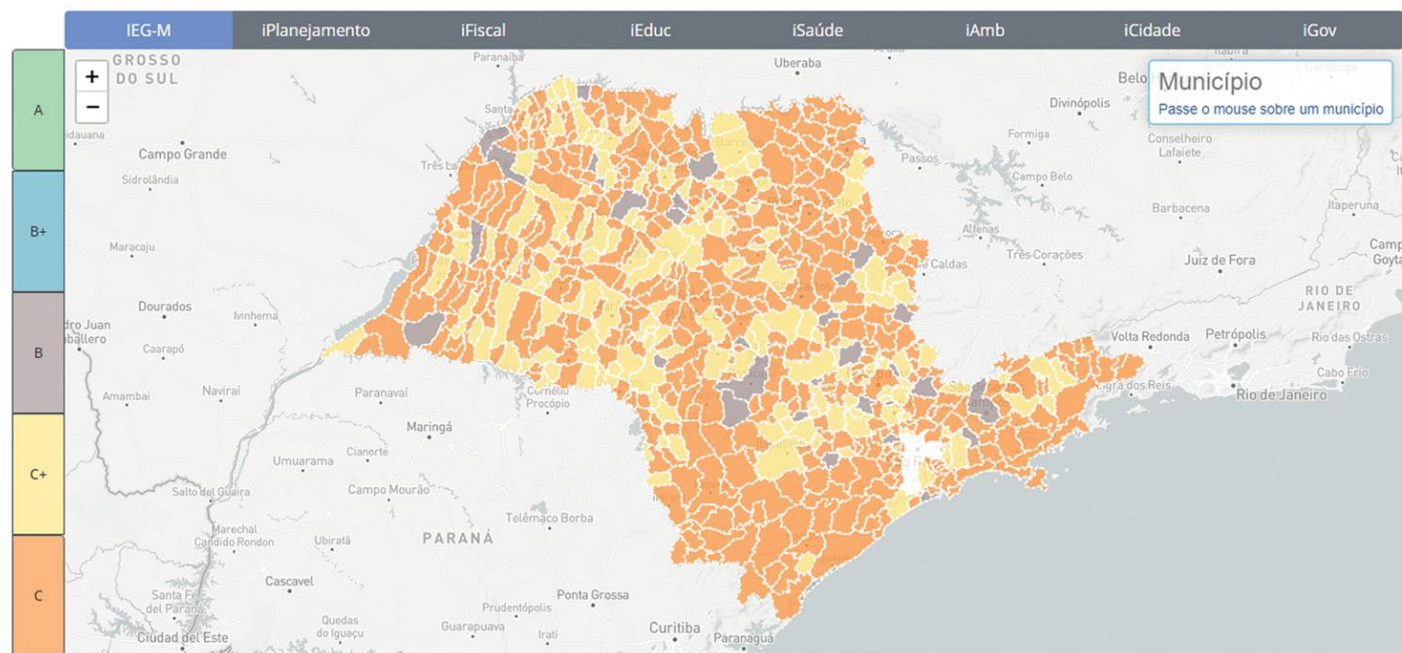 IEG-M iPlanejamento iFiscal iEduc iSaúde iAmb iCidade iGov
A
B+
B
C+
C
+
−
Município
Passe o mouse sobre um município
GROSSO
DO SUL
Paranaíba
Uberaba
Santa
Divinópolis
Campo Grande
Sidrolândia
Formiga
Conselheiro
Lafaiete
Passos
Campo Belo
Itaperuna
Barbacena
Alfenas
Três Corações
Maracaju
de Caldas
Juiz de Fora
Dourados
Ivinhema
RIO DE
JANEIRO
Caarapó
Volta Redonda
Petrópolis
Rio das Ostras
Amambai
Naviraí
Paranavaí
Cornélio
Procópio
Cabo Frio
Rio de Janeiro
Maringá
Umuarama
Cianorte
Salto del Guaíra
Campo Mourão
Telêmaco Borba
Marechal
Candido Rondon
Ubiratã
PARANÁ
Cascavel
Santa Fé
del Paraná
Prudentópolis
Ponta Grossa
Quedas
do Iguaçu
Guarapuava
Irati
Curitiba
Paranaguá
Ciudad del Este